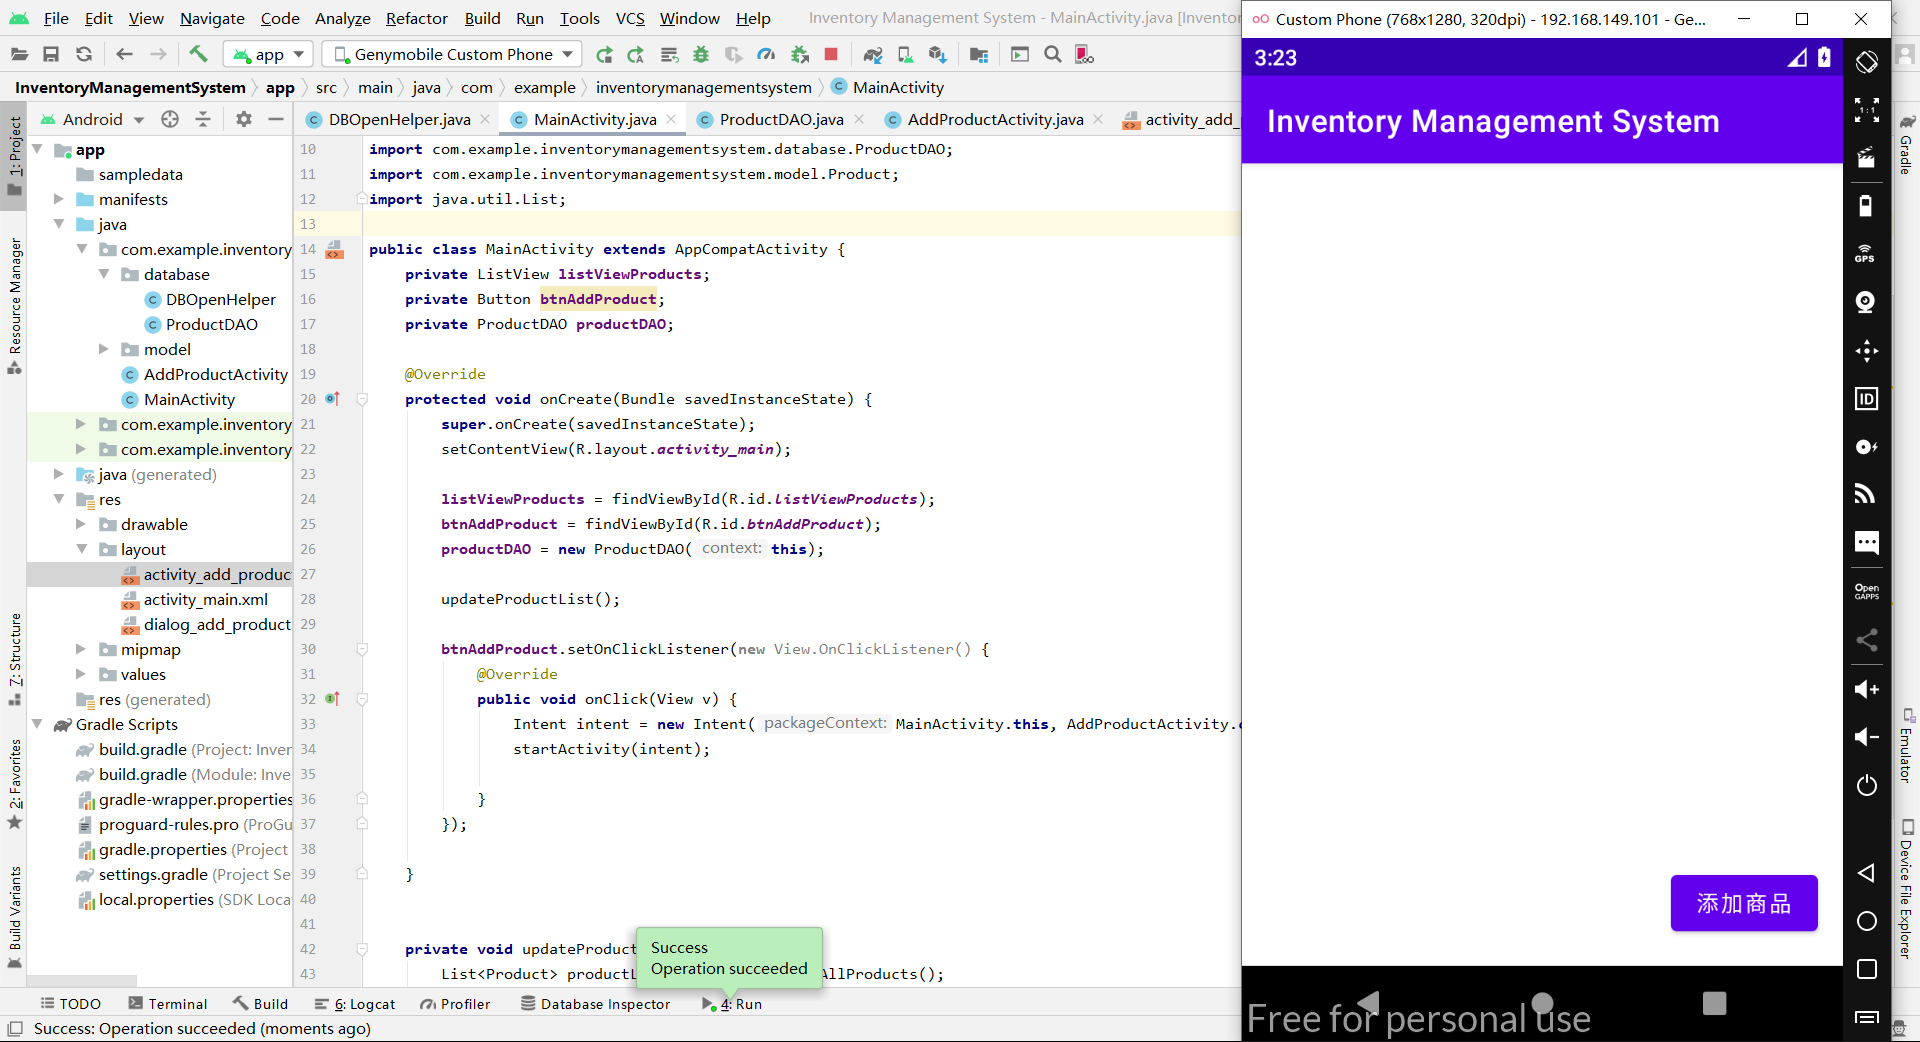 File Edit View Navigate Code Analyze Refactor Build Run Tools VCS Window Help Inventory Management System - MainActivity.java [Inventor
Custom Phone (768x1280, 320dpi) - 192.168.149.101 - Ge...
app Genymobile Custom Phone
InventoryManagementSystem app src main java com example inventorymanagementsystem MainActivity
Android
DBOpenHelper.java MainActivity.java ProductDAO.java AddProductActivity.java activity_add_
1: Project
Resource Manager
7: Structure
2: Favorites
Build Variants
app
sampledata
manifests
java
com.example.inventory
database
DBOpenHelper
ProductDAO
model
AddProductActivity
MainActivity
com.example.inventory
com.example.inventory
java (generated)
res
drawable
layout
activity_add_produc
activity_main.xml
dialog_add_product
mipmap
values
res (generated)
Gradle Scripts
build.gradle (Project: Inver
build.gradle (Module: Inve
gradle-wrapper.properties
proguard-rules.pro (ProGu
gradle.properties (Project
settings.gradle (Project Se
local.properties (SDK Loca
10 import com.example.inventorymanagementsystem.database.ProductDAO;
11 import com.example.inventorymanagementsystem.model.Product;
12 import java.util.List;
13
14 public class MainActivity extends AppCompatActivity {
15 private ListView listViewProducts;
16 private Button btnAddProduct;
17 private ProductDAO productDAO;
18
19 @Override
20 protected void onCreate(Bundle savedInstanceState) {
21 super.onCreate(savedInstanceState);
22 setContentView(R.layout.activity_main);
23
24 listViewProducts = findViewById(R.id.listViewProducts);
25 btnAddProduct = findViewById(R.id.btnAddProduct);
26 productDAO = new ProductDAO( context: this);
27
28 updateProductList();
29
30 btnAddProduct.setOnClickListener(new View.OnClickListener() {
31 @Override
32 public void onClick(View v) {
33 Intent intent = new Intent( packageContext: MainActivity.this, AddProductActivity.c
34 startActivity(intent);
35
36 }
37 });
38
39 }
40
41
42 private void updateProduct
43 List<Product> productL AllProducts();
Success
Operation succeeded
TODO Terminal Build 6: Logcat Profiler Database Inspector 4: Run
Success: Operation succeeded (moments ago)
3:23
Inventory Management System
添加商品
Free for personal use
1:1
GPS
ID
Open
GAPPS
Gradle
Emulator
Device File Explorer